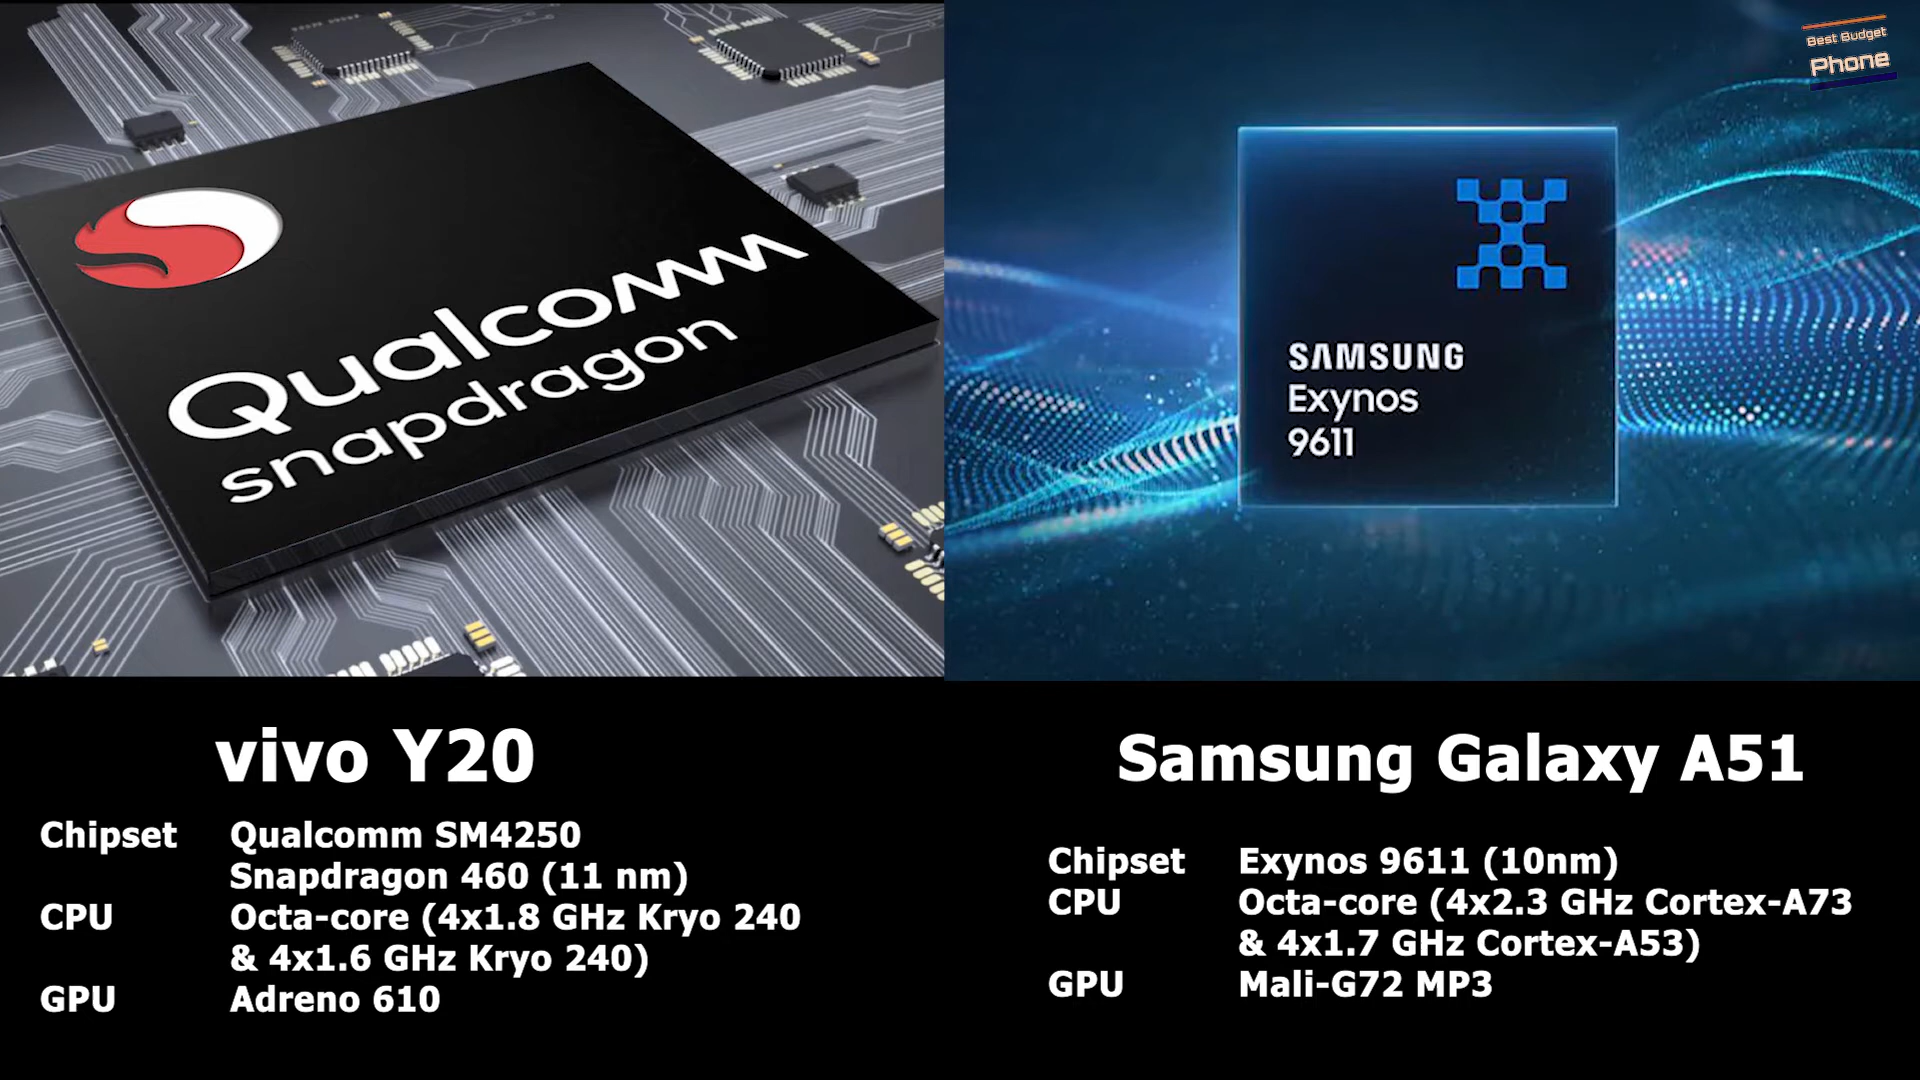 Best Budget
Phone
Qualcomm
snapdragon
SAMSUNG
Exynos
9611
vivo Y20
Chipset Qualcomm SM4250
Snapdragon 460 (11 nm)
CPU Octa-core (4x1.8 GHz Kryo 240
& 4x1.6 GHz Kryo 240)
GPU Adreno 610
Samsung Galaxy A51
Chipset Exynos 9611 (10nm)
CPU Octa-core (4x2.3 GHz Cortex-A73
& 4x1.7 GHz Cortex-A53)
GPU Mali-G72 MP3